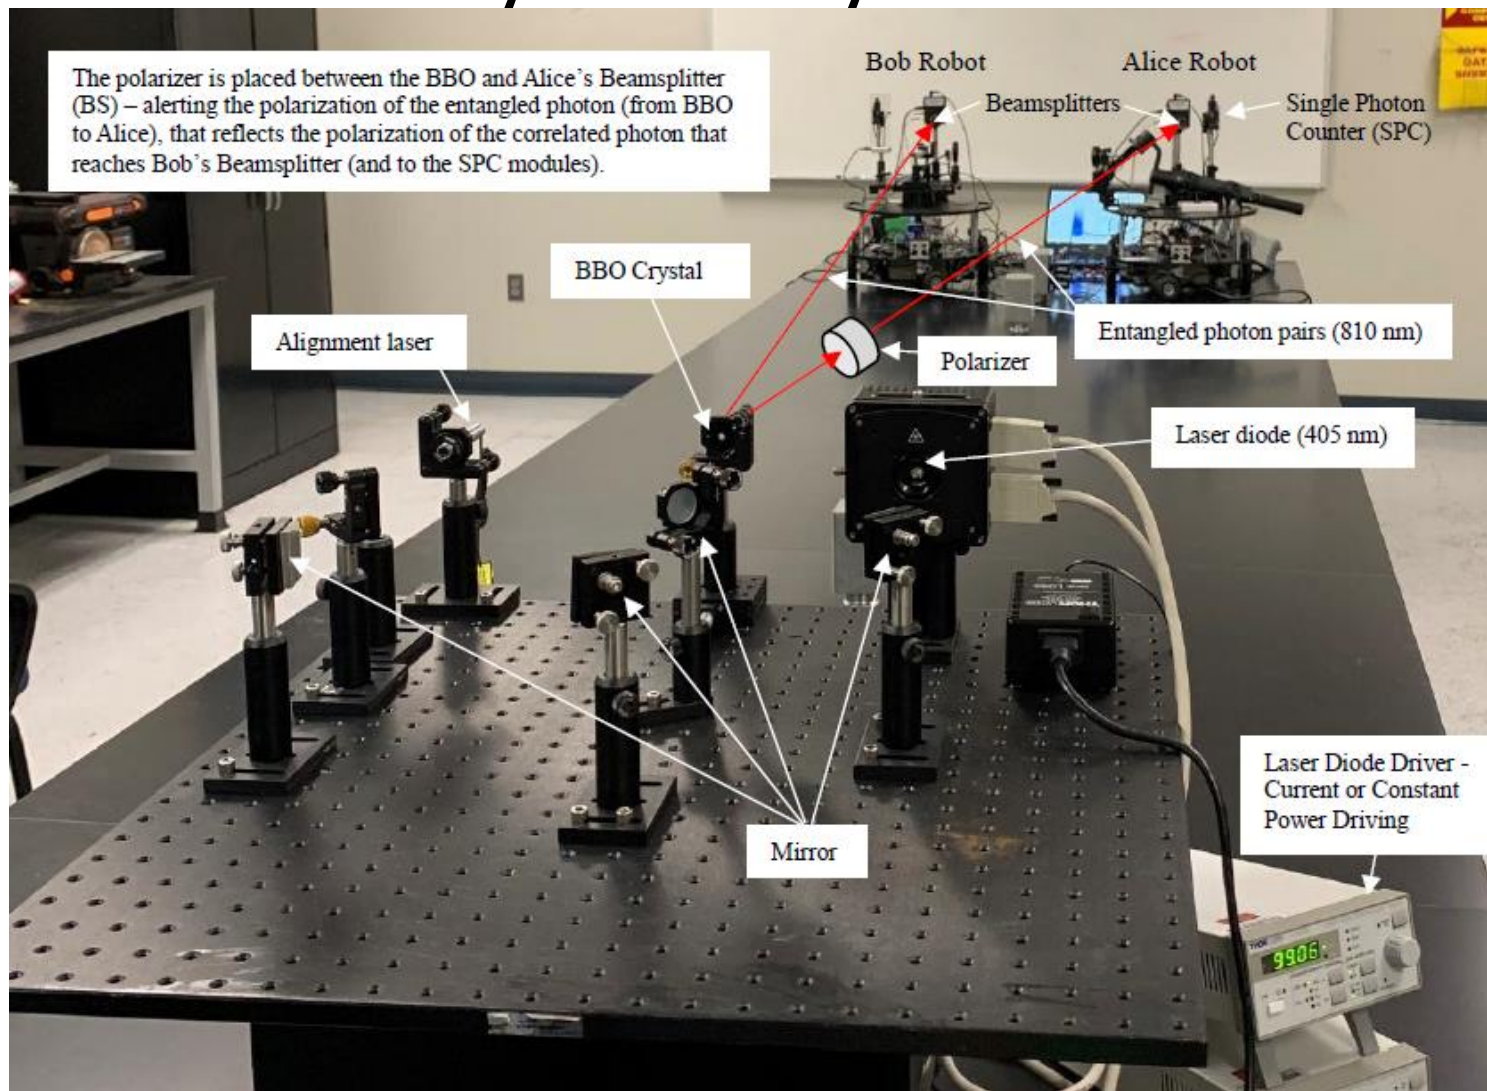 The polarizer is placed between the BBO and Alice's Beamsplitter
(BS) – alerting the polarization of the entangled photon (from BBO
to Alice), that reflects the polarization of the correlated photon that
reaches Bob's Beamsplitter (and to the SPC modules).
Bob Robot
Alice Robot
Beamsplitters
Single Photon
Counter (SPC)
BBO Crystal
Alignment laser
Entangled photon pairs (810 nm)
Polarizer
Laser diode (405 nm)
Laser Diode Driver -
Current or Constant
Power Driving
Mirror
99.06